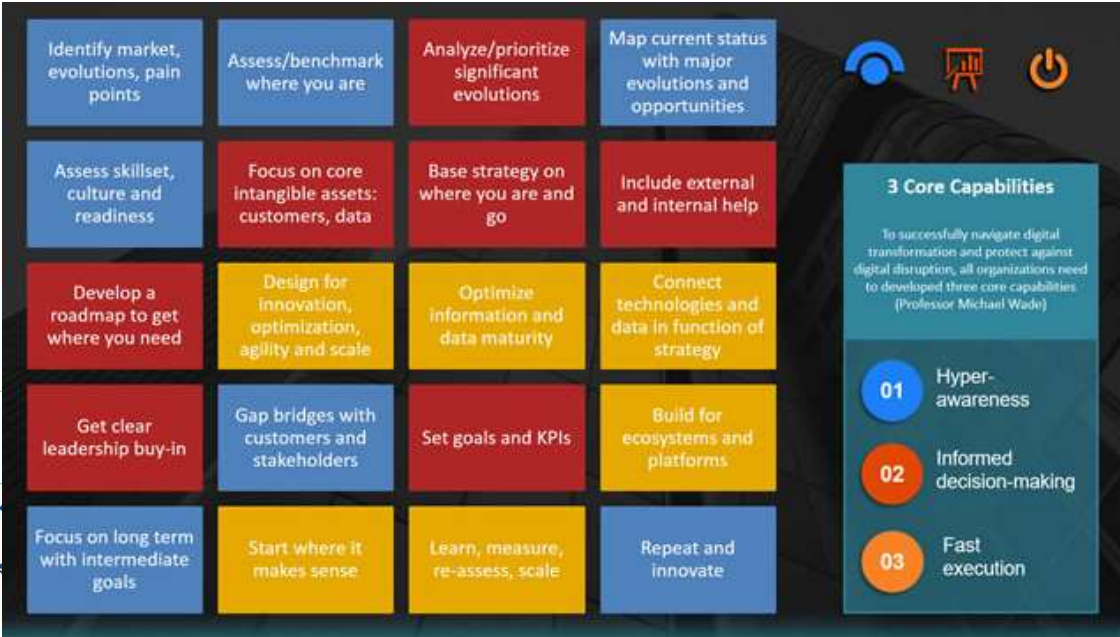 Identify market,
evolutions, pain
points
Assess/benchmark
where you are
Analyze/prioritize
significant
evolutions
Map current status
with major
evolutions and
opportunities
Assess skillset,
culture and
readiness
Focus on core
intangible assets:
customers, data
Base strategy on
where you are and
go
Include external
and internal help
Develop a
roadmap to get
where you need
Design for
innovation,
optimization,
agility and scale
Optimize
information and
data maturity
Connect
technologies and
data in function of
strategy
Get clear
leadership buy-in
Gap bridges with
customers and
stakeholders
Set goals and KPIs
Build for
ecosystems and
platforms
Focus on long term
with intermediate
goals
Start where it
makes sense
Learn, measure,
re-assess, scale
Repeat and
innovate
3 Core Capabilities
To successfully navigate digital
transformation and protect against
digital disruption, all organizations need
to developed three core capabilities
(Professor Michael Wade)
01
Hyper-
awareness
02
Informed
decision-making
03
Fast
execution